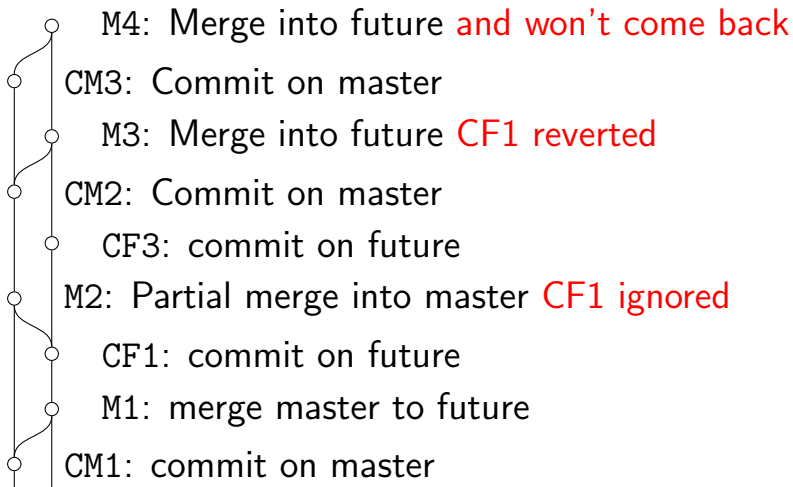 M4: Merge into future and won't come back
CM3: Commit on master
M3: Merge into future CF1 reverted
CM2: Commit on master
CF3: commit on future
M2: Partial merge into master CF1 ignored
CF1: commit on future
M1: merge master to future
CM1: commit on master